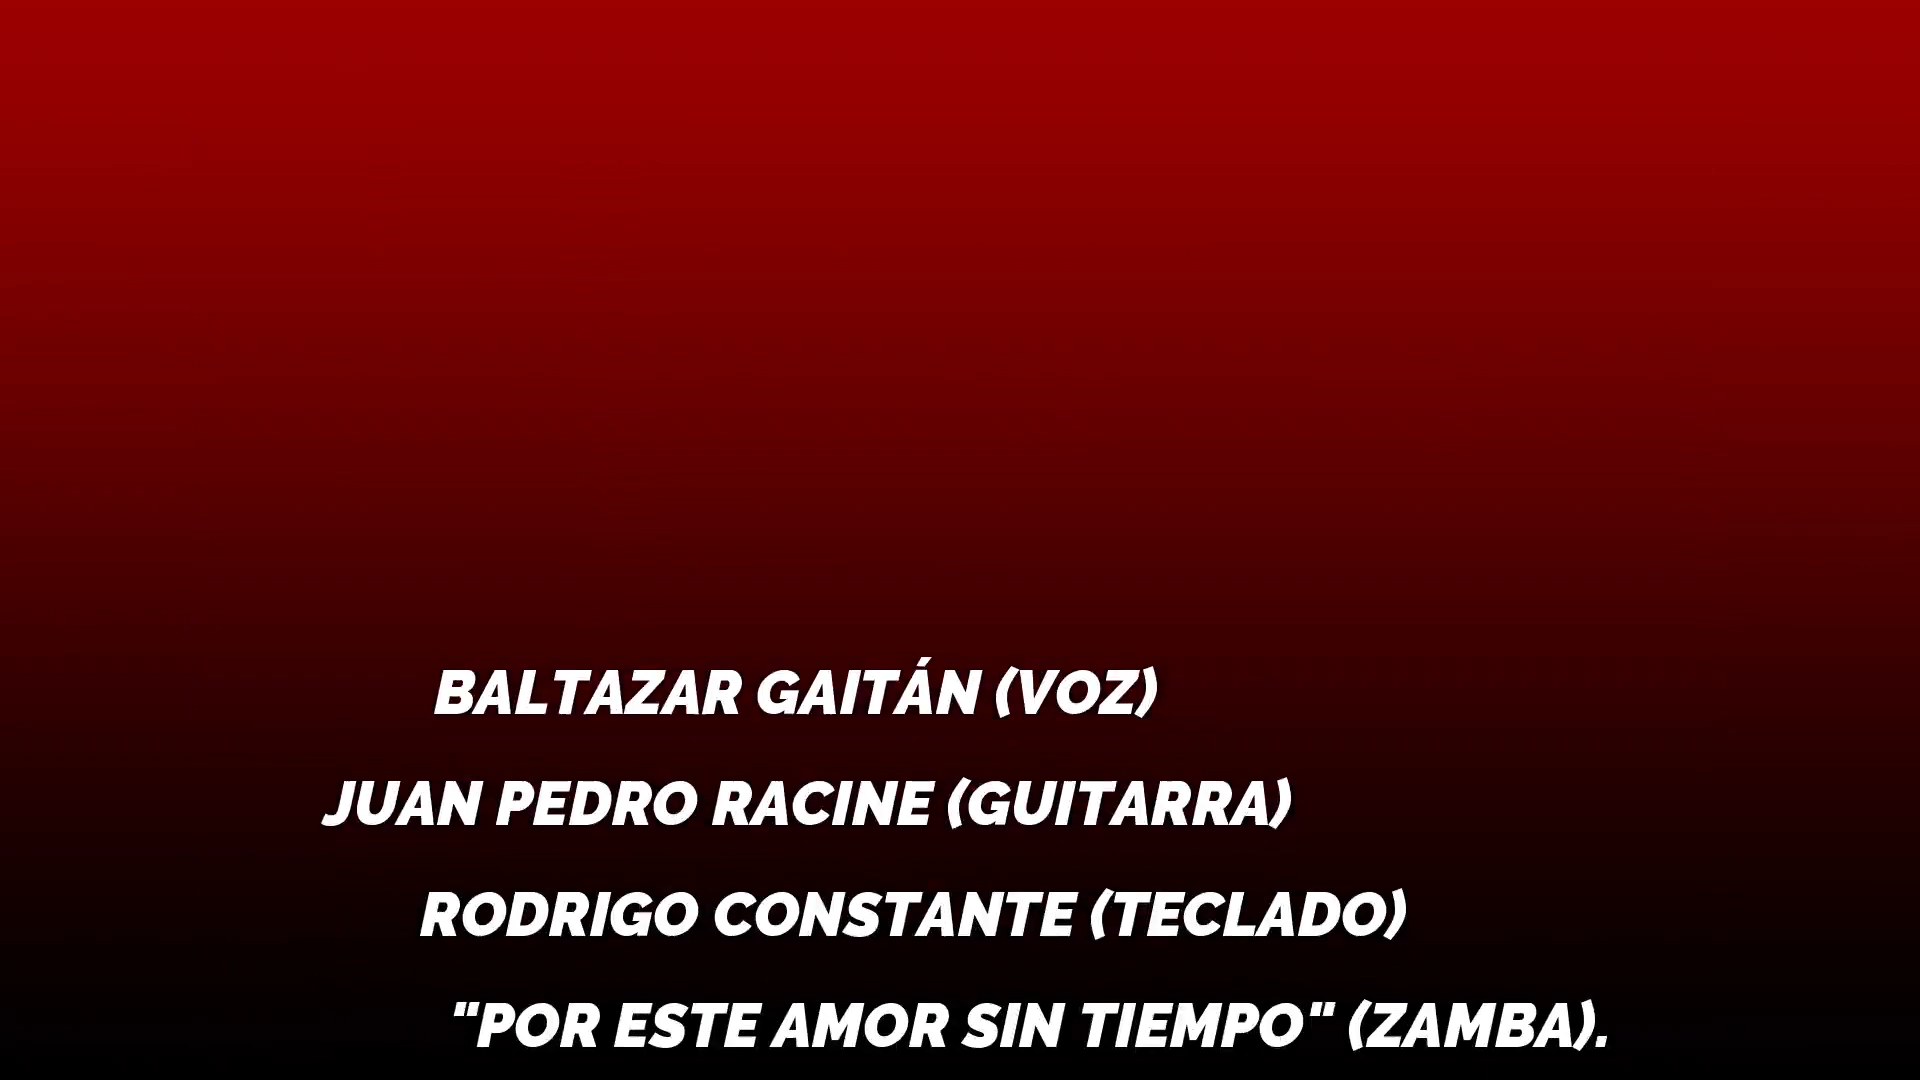 BALTAZAR GAITÁN (VOZ)
JUAN PEDRO RACINE (GUITARRA)
RODRIGO CONSTANTE (TECLADO)
"POR ESTE AMOR SIN TIEMPO" (ZAMBA).